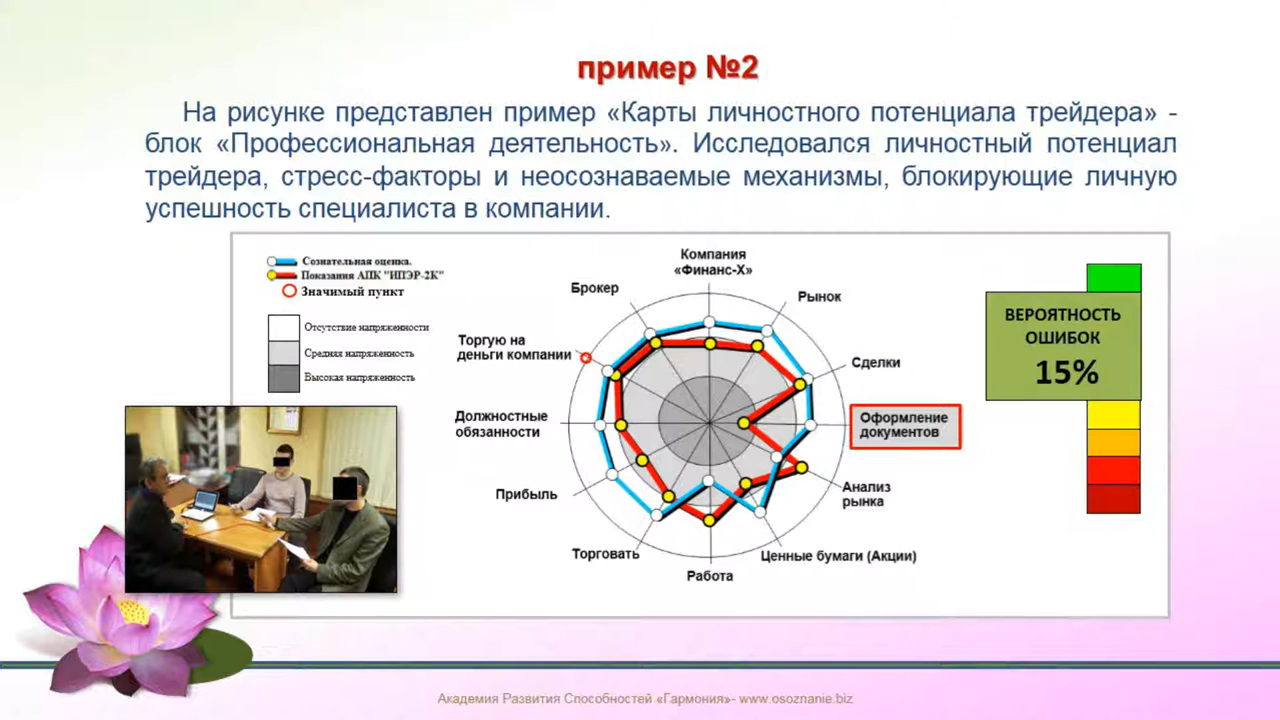 пример №2
На рисунке представлен пример «Карты личностного потенциала трейдера» -
блок «Профессиональная деятельность». Исследовался личностный потенциал
трейдера, стресс-факторы и неосознаваемые механизмы, блокирующие личную
успешность специалиста в компании.
Сознательная оценка.
Показания АПК "ИПЭР-2К"
Значимый пункт
Отсутствие напряженности
Средняя напряженность
Высокая напряженность
Компания
«Финанс-Х»
Рынок
Сделки
Оформление
документов
Анализ
рынка
Ценные бумаги (Акции)
Работа
Торговать
Прибыль
Должностные
обязанности
Торгую на
деньги компании
Брокер
ВЕРОЯТНОСТЬ
ОШИБОК
15%
Академия Развития Способностей «Гармония»- www.osoznanie.biz